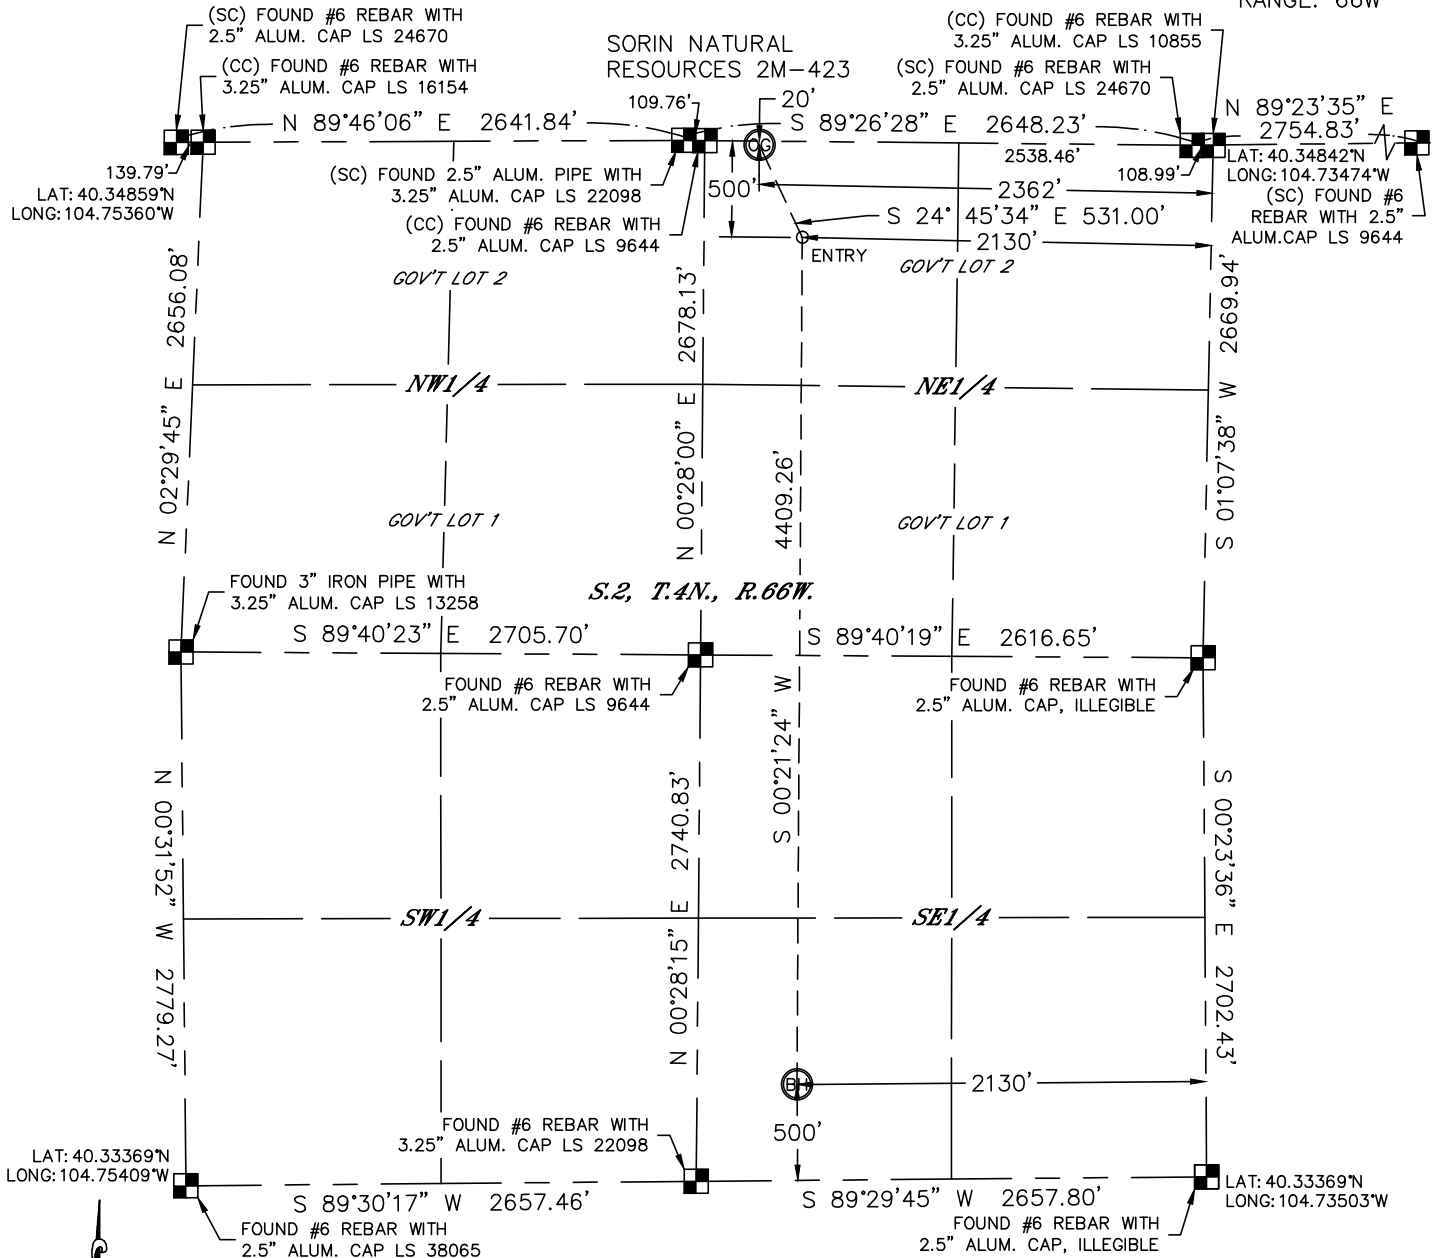 RANGE: 66W
(SC) FOUND #6 REBAR WITH
2.5" ALUM. CAP LS 24670
(CC) FOUND #6 REBAR WITH
3.25" ALUM. CAP LS 16154
SORIN NATURAL
RESOURCES 2M-423
(CC) FOUND #6 REBAR WITH
3.25" ALUM. CAP LS 10855
(SC) FOUND #6 REBAR WITH
2.5" ALUM. CAP LS 24670
109.76'
20'
N 89°46'06" E 2641.84'
S 89°26'28" E 2648.23'
N 89°23'35" E
2754.83'
OG
139.79'
LAT: 40.34859°N
LONG: 104.75360°W
(SC) FOUND 2.5" ALUM. PIPE WITH
3.25" ALUM. CAP LS 22098
(CC) FOUND #6 REBAR WITH
2.5" ALUM. CAP LS 9644
500'
2538.46'
108.99'
LAT: 40.34842°N
LONG: 104.73474°W
2362'
(SC) FOUND #6
REBAR WITH 2.5"
ALUM.CAP LS 9644
S 24° 45'34" E 531.00'
2130'
ENTRY
GOV'T LOT 2
GOV'T LOT 2
N 02°29'45" E 2656.08'
N 00°28'00" E 2678.13'
S 01°07'38" W 2669.94'
NW1/4
NE1/4
4409.26'
GOV'T LOT 1
GOV'T LOT 1
FOUND 3" IRON PIPE WITH
3.25" ALUM. CAP LS 13258
S.2, T.4N., R.66W.
S 89°40'23" E 2705.70'
S 89°40'19" E 2616.65'
FOUND #6 REBAR WITH
2.5" ALUM. CAP LS 9644
FOUND #6 REBAR WITH
2.5" ALUM. CAP, ILLEGIBLE
S 00°21'24" W
N 00°31'52" W 2779.27'
N 00°28'15" E 2740.83'
S 00°23'36" E 2702.43'
SW1/4
SE1/4
BH
2130'
500'
FOUND #6 REBAR WITH
3.25" ALUM. CAP LS 22098
LAT: 40.33369°N
LONG: 104.75409°W
S 89°30'17" W 2657.46'
S 89°29'45" W 2657.80'
LAT: 40.33369°N
LONG: 104.73503°W
FOUND #6 REBAR WITH
2.5" ALUM. CAP LS 38065
FOUND #6 REBAR WITH
2.5" ALUM. CAP, ILLEGIBLE